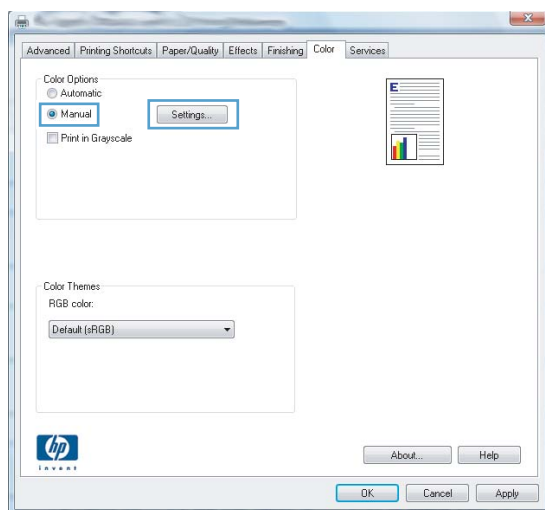 Advanced Printing Shortcuts Paper/Quality Effects Finishing Color Services
Color Options
Automatic
Manual Settings...
Print in Grayscale
E
Color Themes
RGB color:
Default (sRGB)
hp
invent
About... Help
OK Cancel Apply